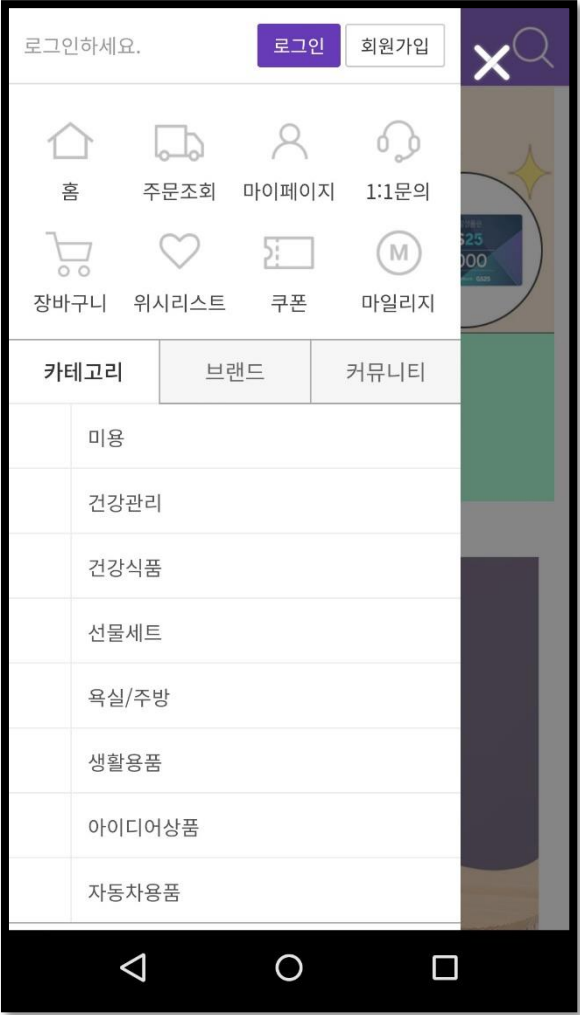 로그인하세요. 로그인 회원가입
홈 주문조회 마이페이지 1:1문의
M
장바구니 위시리스트 쿠폰 마일리지
카테고리 브랜드 커뮤니티
미용
건강관리
건강식품
선물세트
욕실/주방
생활용품
아이디어상품
자동차용품